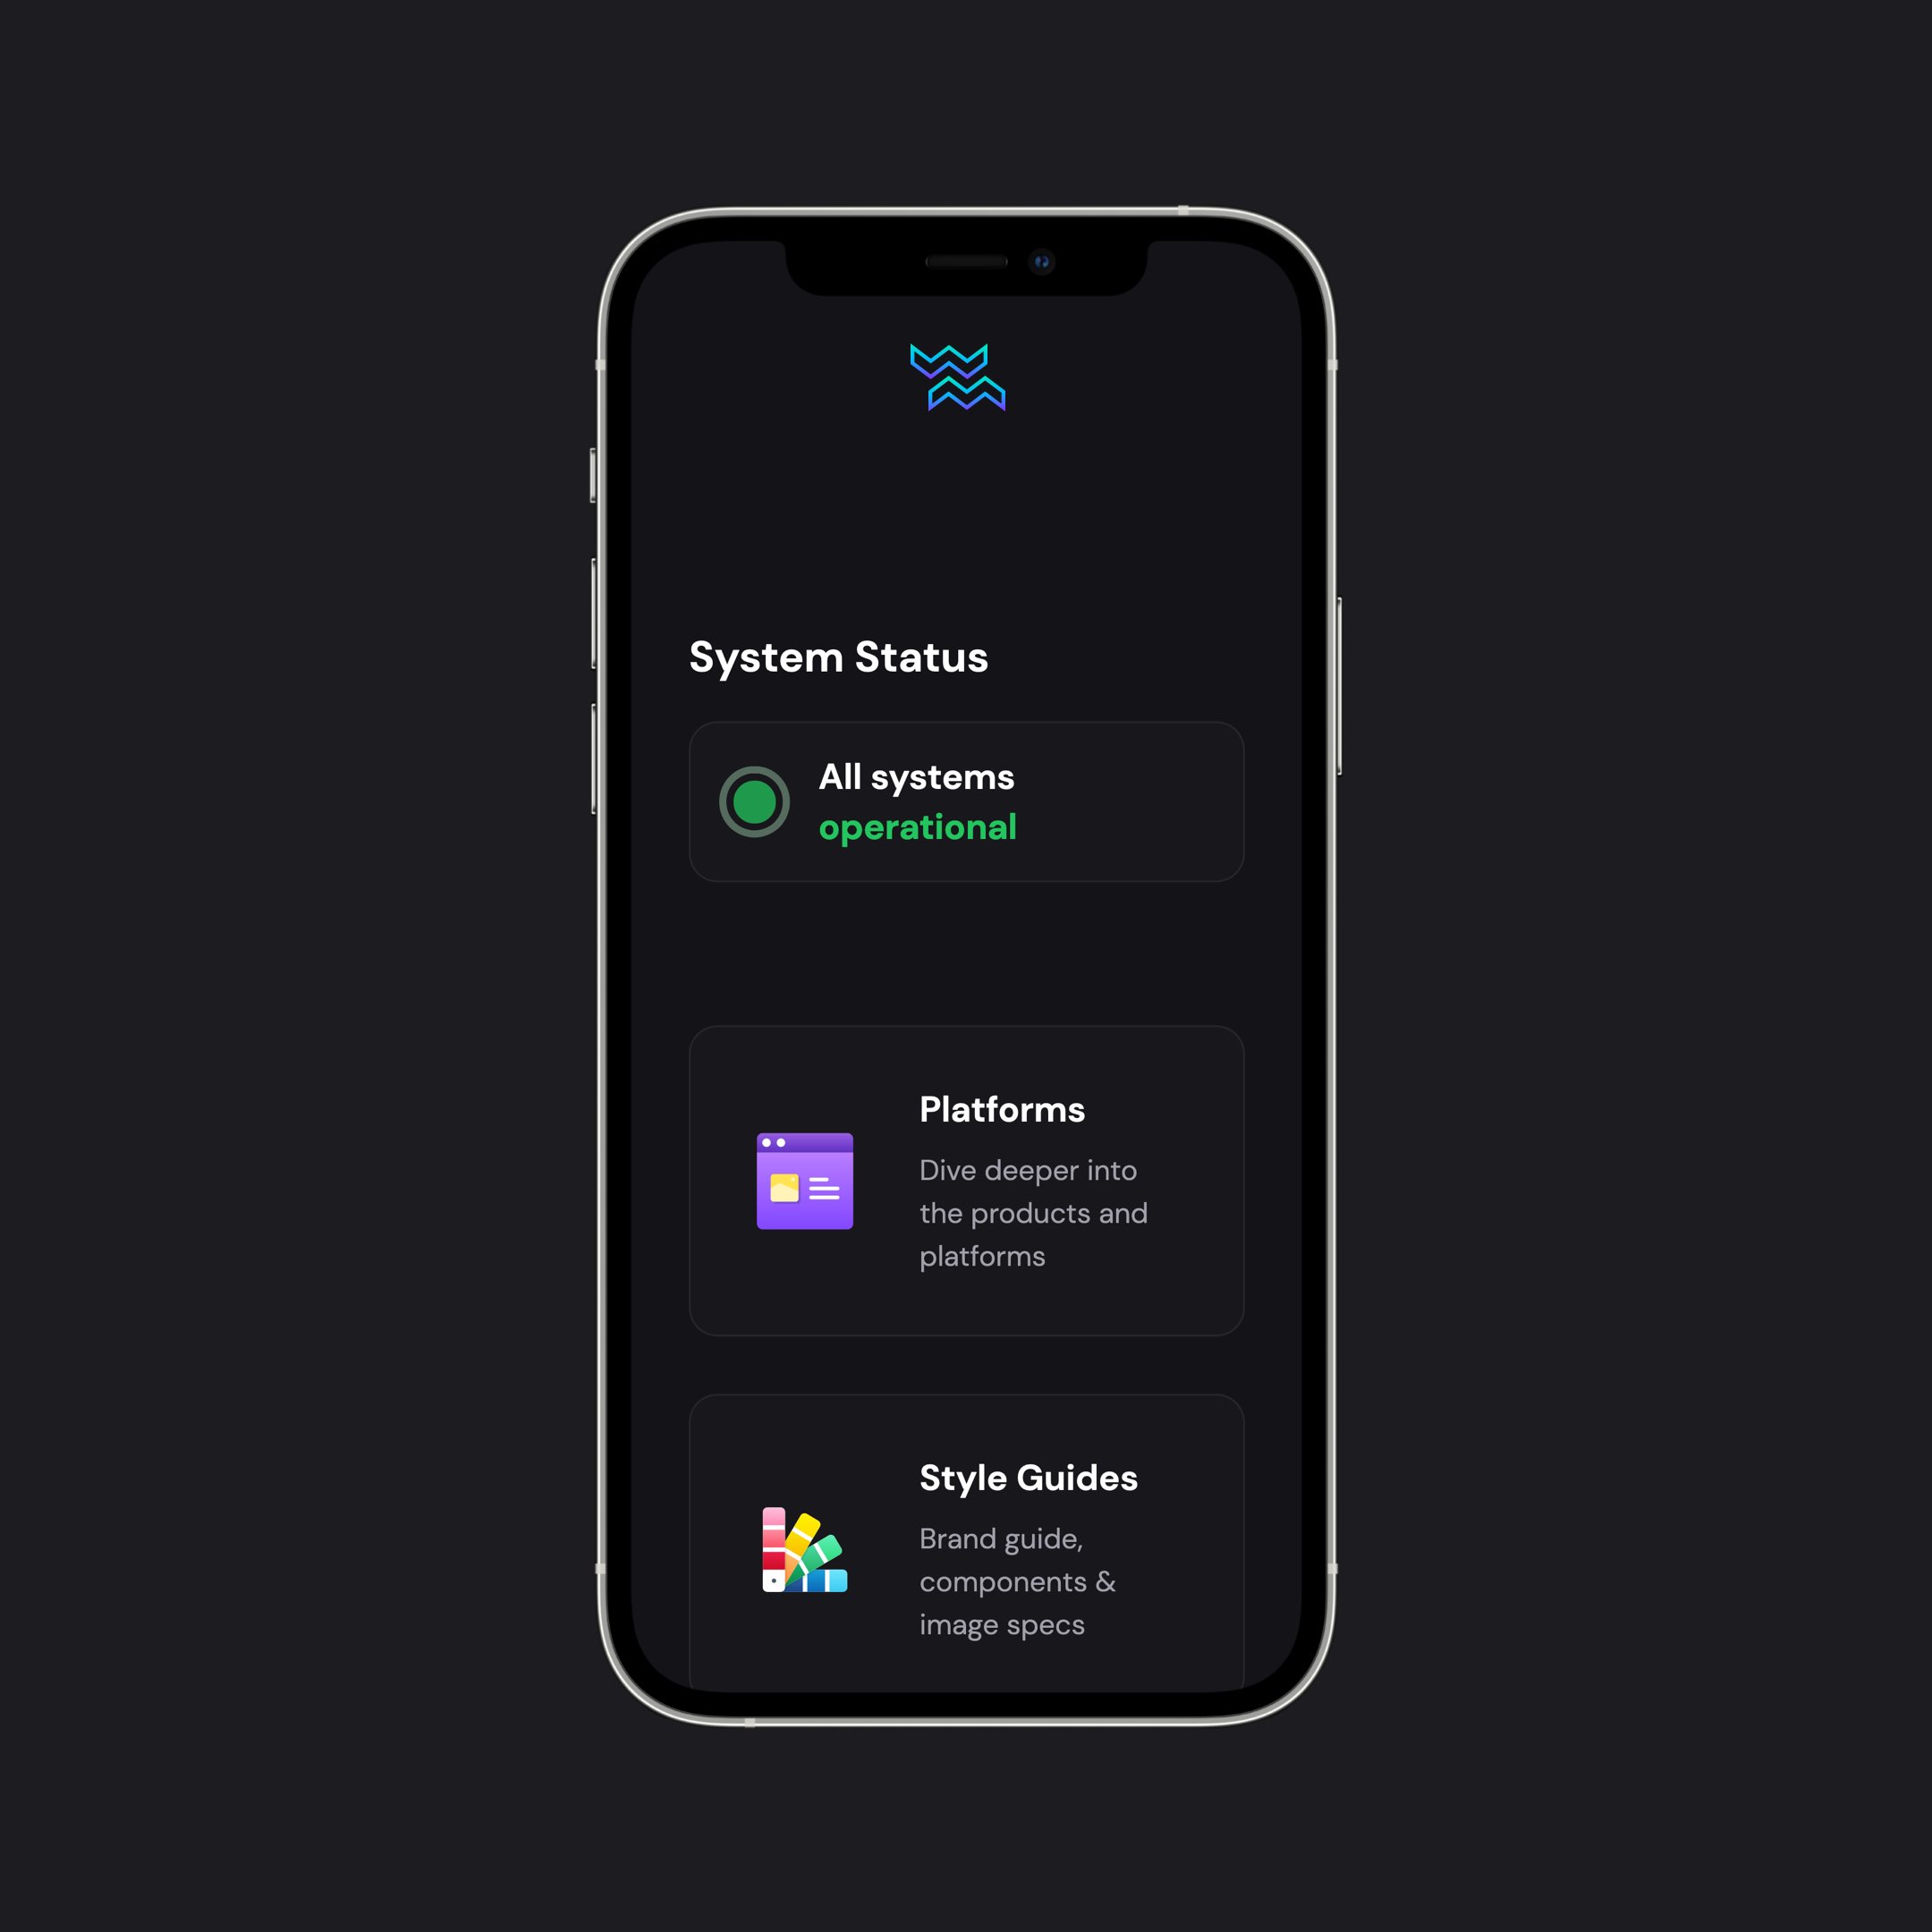 System Status
All systems
operational
Platforms
Dive deeper into
the products and
platforms
Style Guides
Brand guide,
components &
image specs